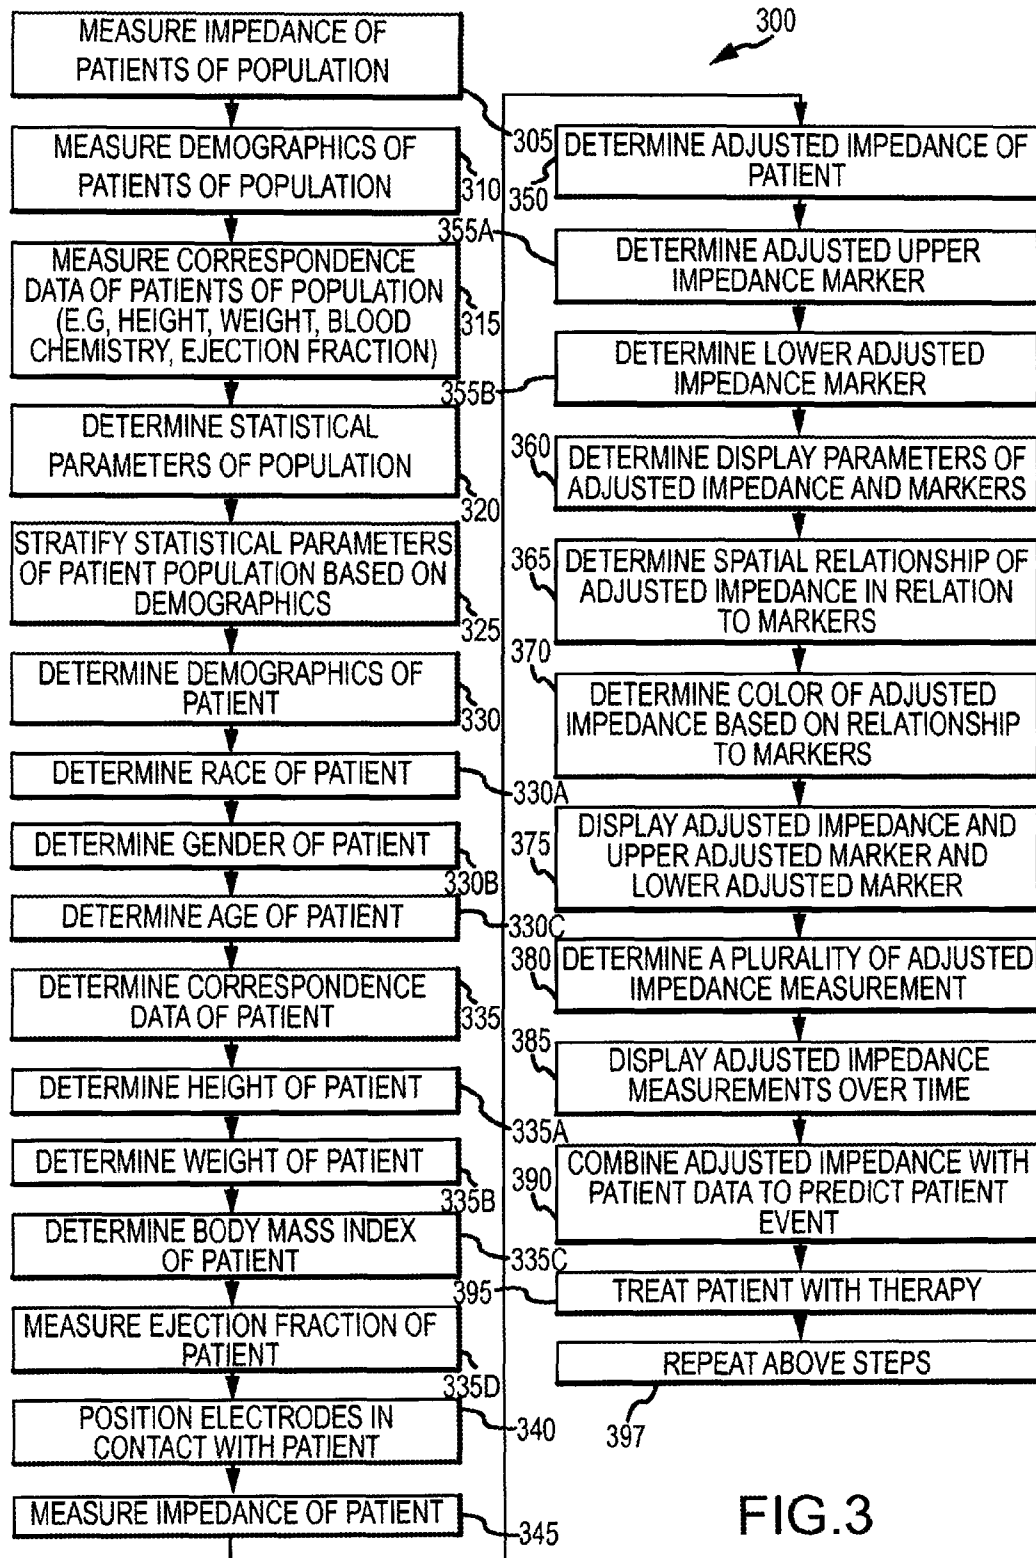 MEASURE IMPEDANCE OF
PATIENTS OF POPULATION
305
MEASURE DEMOGRAPHICS OF
PATIENTS OF POPULATION
310
MEASURE CORRESPONDENCE
DATA OF PATIENTS OF POPULATION
(E.G, HEIGHT, WEIGHT, BLOOD
CHEMISTRY, EJECTION FRACTION)
315
DETERMINE STATISTICAL
PARAMETERS OF POPULATION
320
STRATIFY STATISTICAL PARAMETERS
OF PATIENT POPULATION BASED ON
DEMOGRAPHICS
325
DETERMINE DEMOGRAPHICS OF
PATIENT
330
DETERMINE RACE OF PATIENT
330A
DETERMINE GENDER OF PATIENT
330B
DETERMINE AGE OF PATIENT
330C
DETERMINE CORRESPONDENCE
DATA OF PATIENT
335
DETERMINE HEIGHT OF PATIENT
335A
DETERMINE WEIGHT OF PATIENT
335B
DETERMINE BODY MASS INDEX
OF PATIENT
335C
MEASURE EJECTION FRACTION OF
PATIENT
335D
POSITION ELECTRODES IN
CONTACT WITH PATIENT
340
MEASURE IMPEDANCE OF PATIENT
345
300
DETERMINE ADJUSTED IMPEDANCE OF
PATIENT
350
355A
DETERMINE ADJUSTED UPPER
IMPEDANCE MARKER
DETERMINE LOWER ADJUSTED
IMPEDANCE MARKER
355B
360
DETERMINE DISPLAY PARAMETERS OF
ADJUSTED IMPEDANCE AND MARKERS
365
DETERMINE SPATIAL RELATIONSHIP OF
ADJUSTED IMPEDANCE IN RELATION
TO MARKERS
370
DETERMINE COLOR OF ADJUSTED
IMPEDANCE BASED ON RELATIONSHIP
TO MARKERS
375
DISPLAY ADJUSTED IMPEDANCE AND
UPPER ADJUSTED MARKER AND
LOWER ADJUSTED MARKER
380
DETERMINE A PLURALITY OF ADJUSTED
IMPEDANCE MEASUREMENT
385
DISPLAY ADJUSTED IMPEDANCE
MEASUREMENTS OVER TIME
390
COMBINE ADJUSTED IMPEDANCE WITH
PATIENT DATA TO PREDICT PATIENT
EVENT
395
TREAT PATIENT WITH THERAPY
REPEAT ABOVE STEPS
397
FIG.3